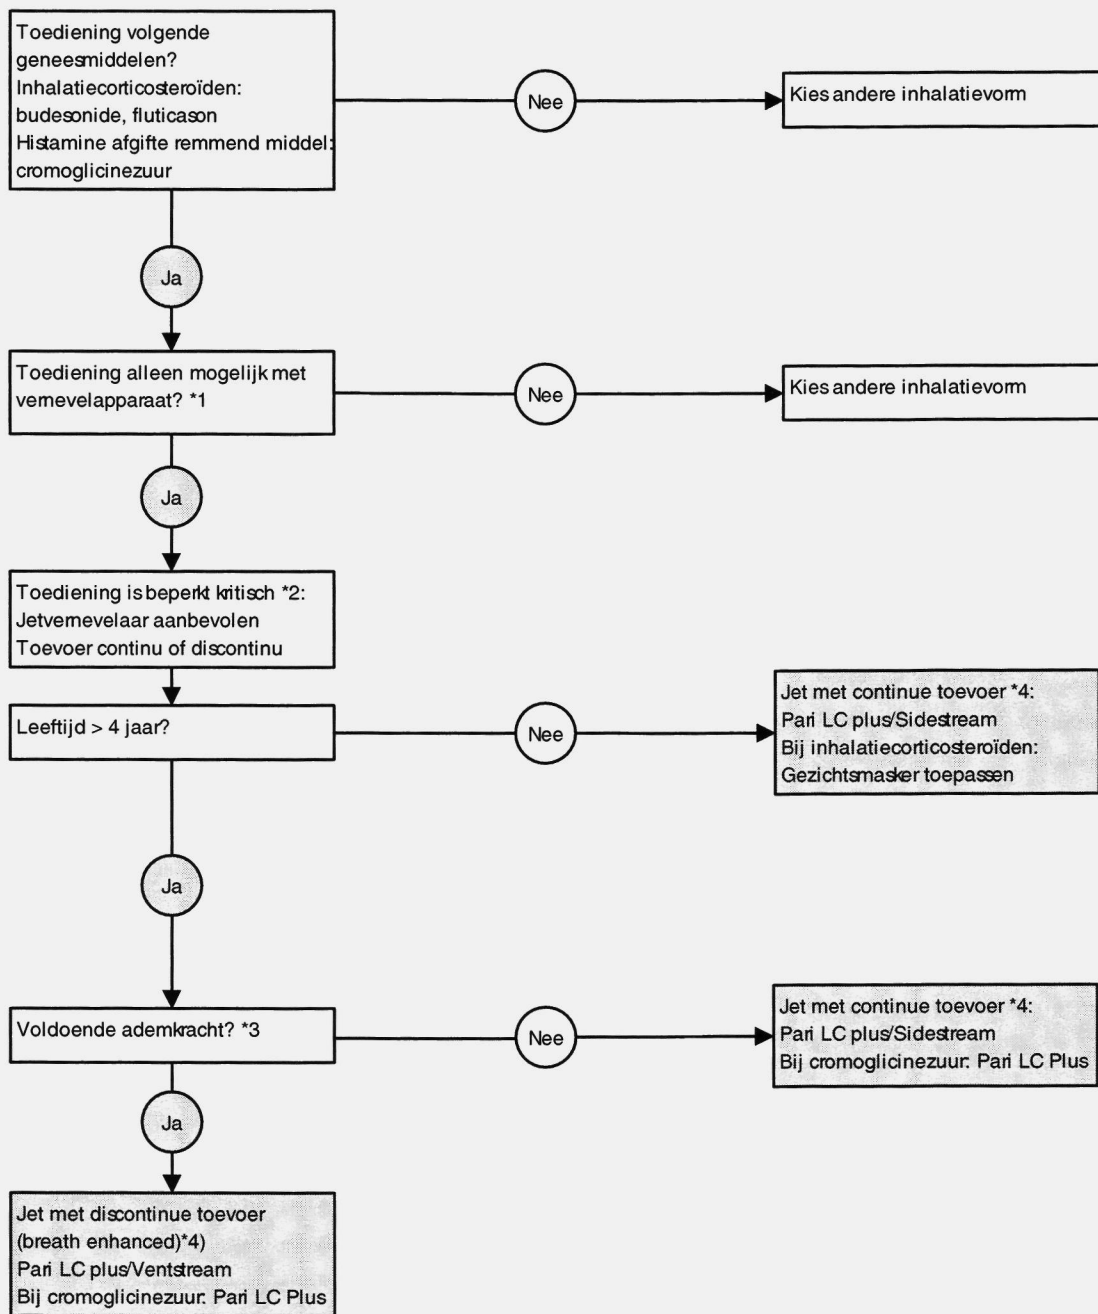 Toediening volgende
geneesmiddelen?
Inhalatiecorticosteroïden:
budesonide, fluticason
Histamine afgifte remmend middel:
cromoglicinezuur
Nee
Kies andere inhalatievorm
Ja
Toediening alleen mogelijk met
vernevelapparaat? *1
Nee
Kies andere inhalatievorm
Ja
Toediening is beperkt kritisch *2:
Jetvernevelaar aanbevolen
Toevoer continu of discontinu
Leeftijd > 4 jaar?
Nee
Jet met continue toevoer *4:
Pari LC plus/Sidestream
Bij inhalatiecorticosteroïden:
Gezichtsmasker toepassen
Ja
Voldoende ademkracht? *3
Nee
Jet met continue toevoer *4:
Pari LC plus/Sidestream
Bij cromoglicinezuur: Pari LC Plus
Ja
Jet met discontinue toevoer
(breath enhanced)*4)
Pari LC plus/Ventstream
Bij cromoglicinezuur: Pari LC Plus